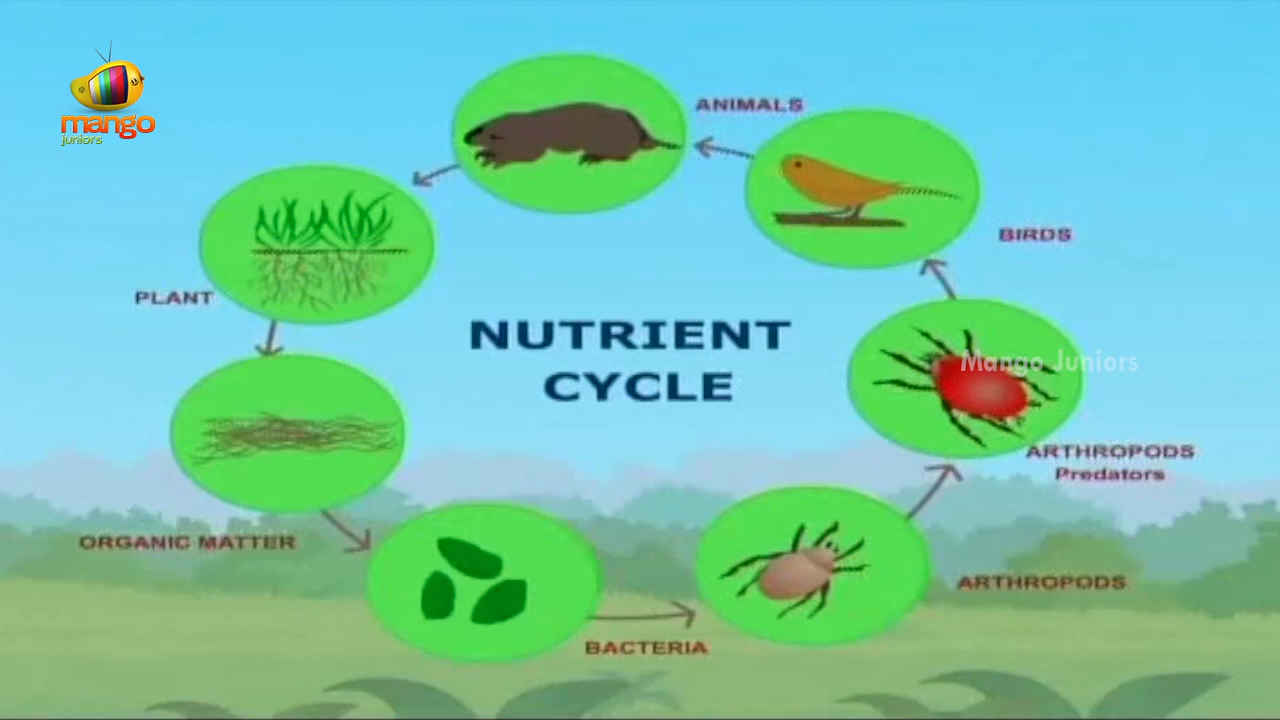 mango
juniors
ANIMALS
BIRDS
PLANT
NUTRIENT
CYCLE
Mango Juniors
ARTHROPODS
Predators
ORGANIC MATTER
ARTHROPODS
BACTERIA